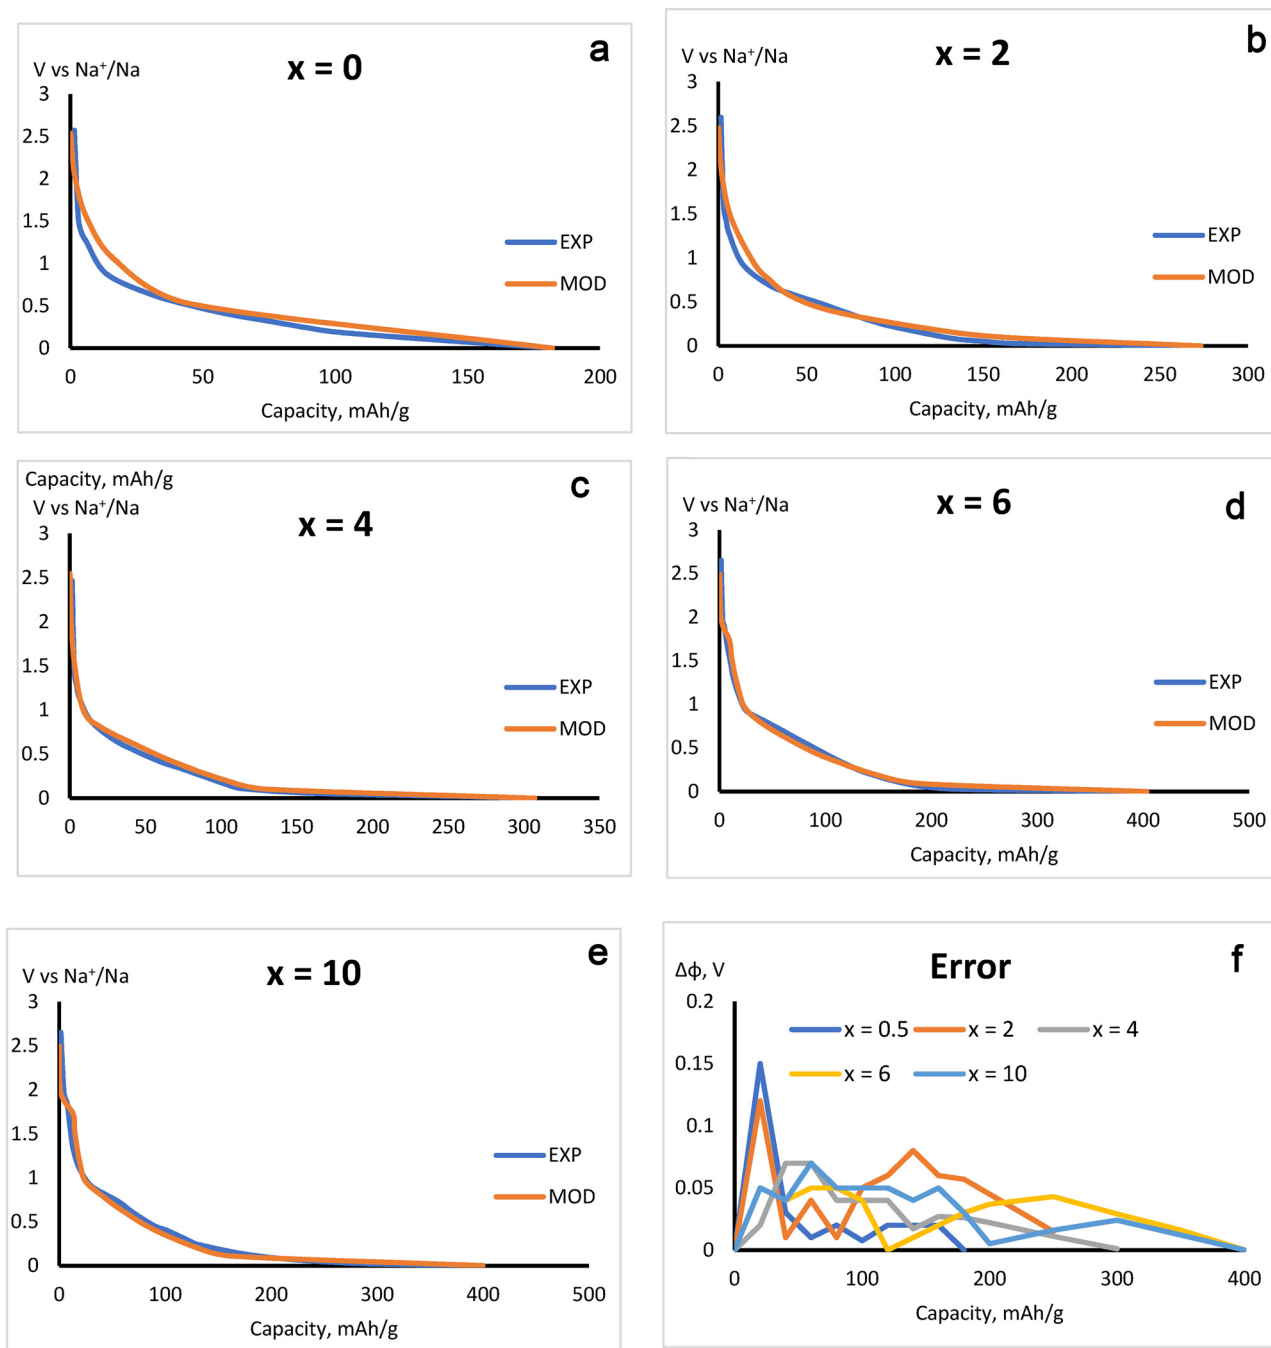 a
x = 0
V vs Na⁺/Na
3
2.5
2
1.5
1
0.5
0
EXP
MOD
0 50 100 150 200
Capacity, mAh/g
b
x = 2
V vs Na⁺/Na
3
2.5
2
1.5
1
0.5
0
EXP
MOD
0 50 100 150 200 250 300
Capacity, mAh/g
Capacity, mAh/g
c
V vs Na⁺/Na
x = 4
3
2.5
2
1.5
1
0.5
0
EXP
MOD
0 50 100 150 200 250 300 350
x = 6
d
V vs Na⁺/Na
3
2.5
2
1.5
1
0.5
0
EXP
MOD
0 100 200 300 400 500
Capacity, mAh/g
e
V vs Na⁺/Na
x = 10
3
2.5
2
1.5
1
0.5
0
EXP
MOD
0 100 200 300 400 500
Capacity, mAh/g
f
Error
Δϕ, V
0.2
0.15
0.1
0.05
0
x = 0.5 x = 2 x = 4
x = 6 x = 10
0 100 200 300 400
Capacity, mAh/g